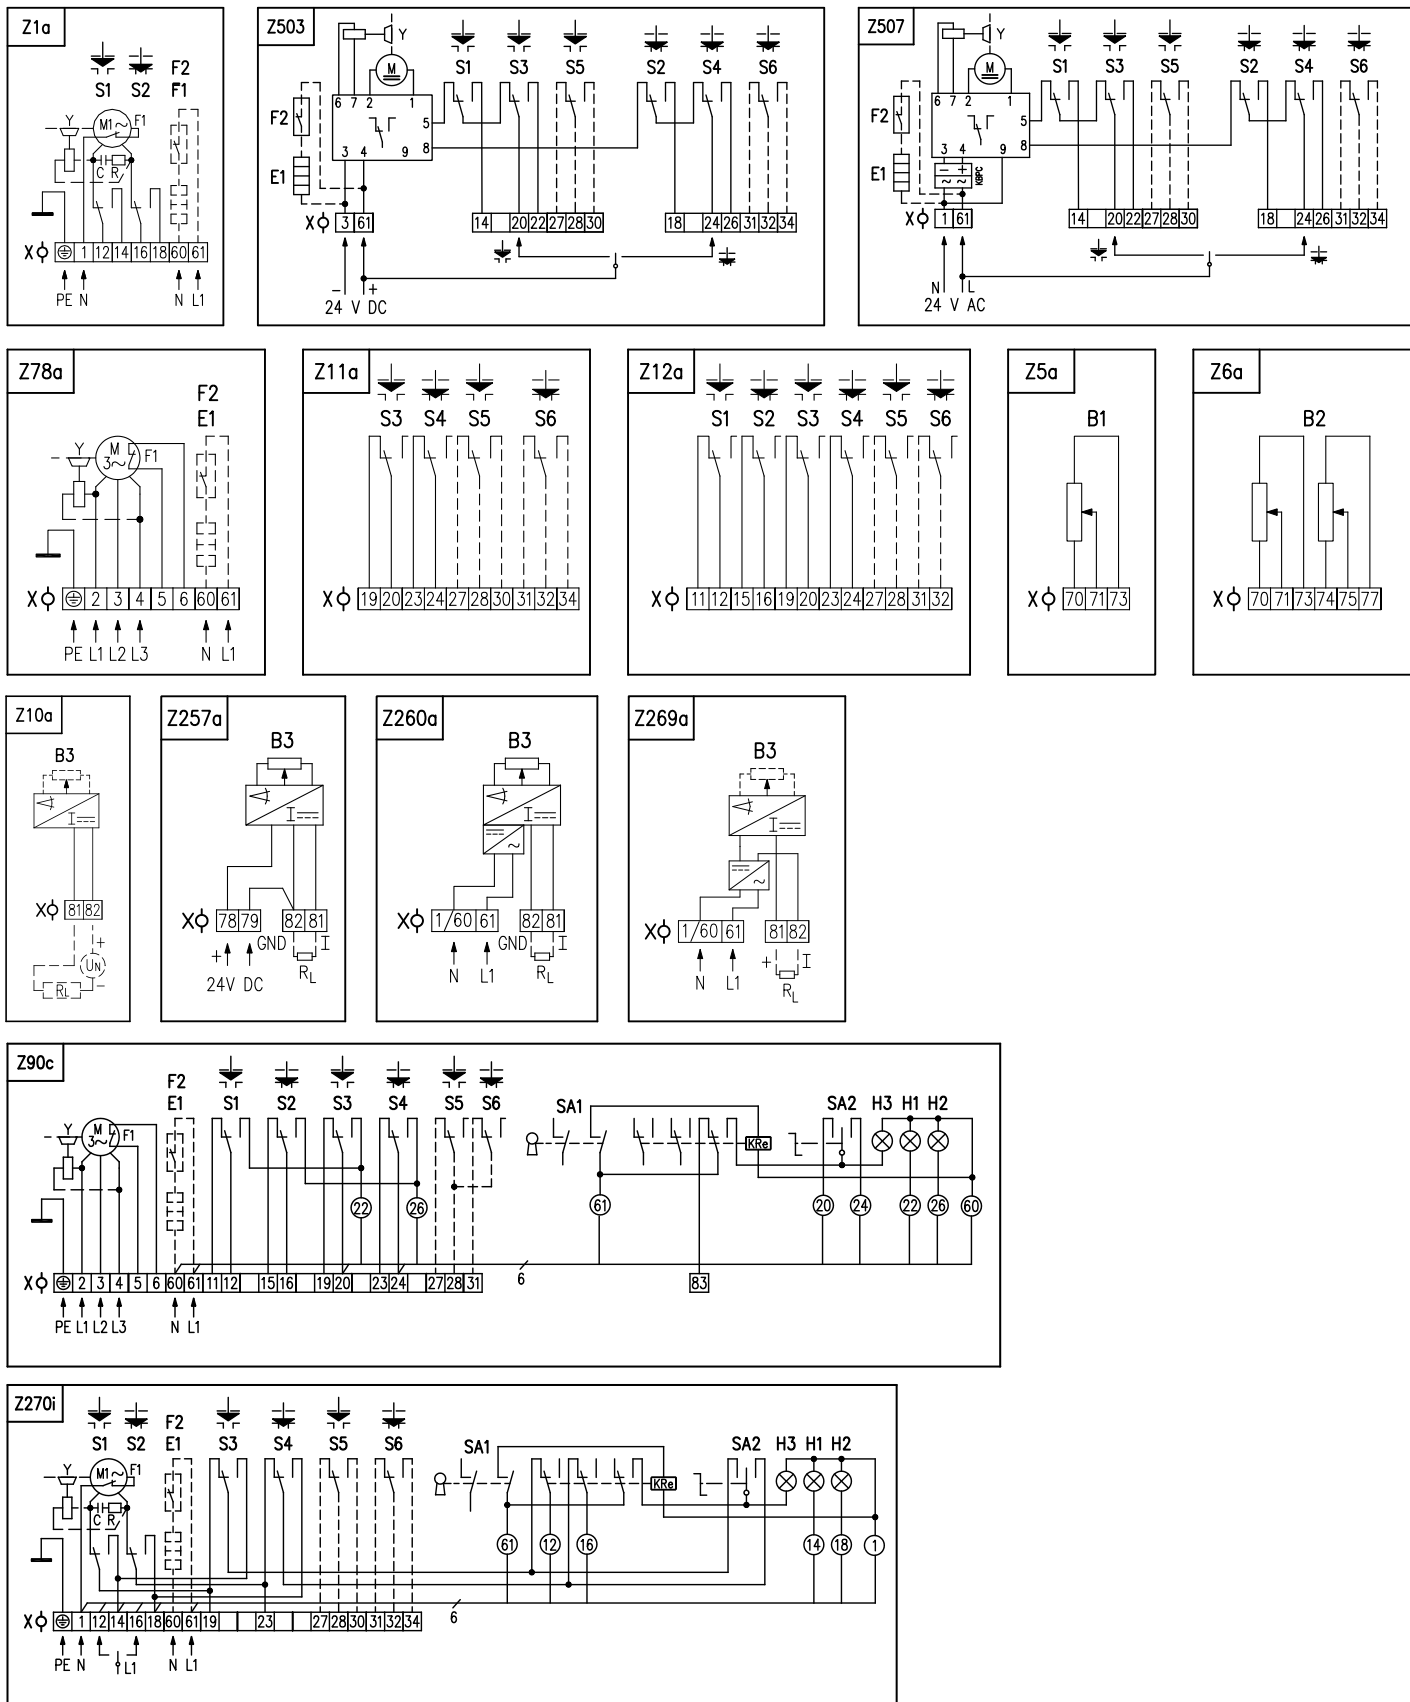 Z1a
S1 S2
F2
F1
Y M1 F1
C R
X 1 12 14 16 18 60 61
PE N N L1
Z503
Y
M
S1 S3 S5 S2 S4 S6
6 7 2 1
F2
5
8
3 4 9
E1
X 3 61 14 20 22 27 28 30 18 24 26 31 32 34
− +
24 V DC
Z507
Y
M
S1 S3 S5 S2 S4 S6
6 7 2 1
F2
5
8
3 4 9
− +
~ ~
KBPC
E1
X 1 61 14 20 22 27 28 30 18 24 26 31 32 34
N L
24 V AC
Z78a
F2
E1
Y M 3~ F1
X 2 3 4 5 6 60 61
PE L1 L2 L3 N L1
Z11a
S3 S4 S5 S6
X 19 20 23 24 27 28 30 31 32 34
Z12a
S1 S2 S3 S4 S5 S6
X 11 12 15 16 19 20 23 24 27 28 31 32
Z5a
B1
X 70 71 73
Z6a
B2
X 70 71 73 74 75 77
Z10a
B3
I
X 81 82
+
UN
RL −
Z257a
B3
I
X 78 79 82 81
+ GND I
24V DC RL
Z260a
B3
I
~
X 1/60 61 82 81
GND I
N L1 RL
Z269a
B3
I
~
X 1/60 61 81 82
+ I
N L1 RL
Z90c
F2
E1 S1 S2 S3 S4 S5 S6 SA1 SA2 H3 H1 H2
Y M 3~ F1
KRe
22 26 61 20 24 22 26 60
X 2 3 4 5 6 60 61 11 12 15 16 19 20 23 24 27 28 31 6 83
PE L1 L2 L3 N L1
Z270i
S1 S2 F2
E1 S3 S4 S5 S6 SA1 SA2 H3 H1 H2
Y M1 ~ F1
KRe
C R
61 12 16 14 18 1
X 1 12 14 16 18 60 61 19 23 27 28 30 31 32 34 6
PE N L1 N L1